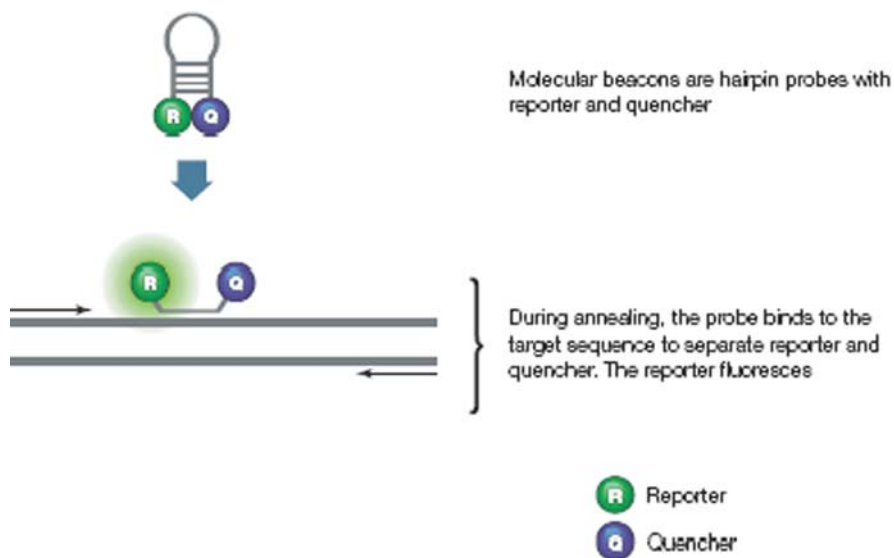 Molecular beacons are hairpin probes with
reporter and quencher
R Q
R Q
During annealing, the probe binds to the
target sequence to separate reporter and
quencher. The reporter fluoresces
R Reporter
Q Quencher